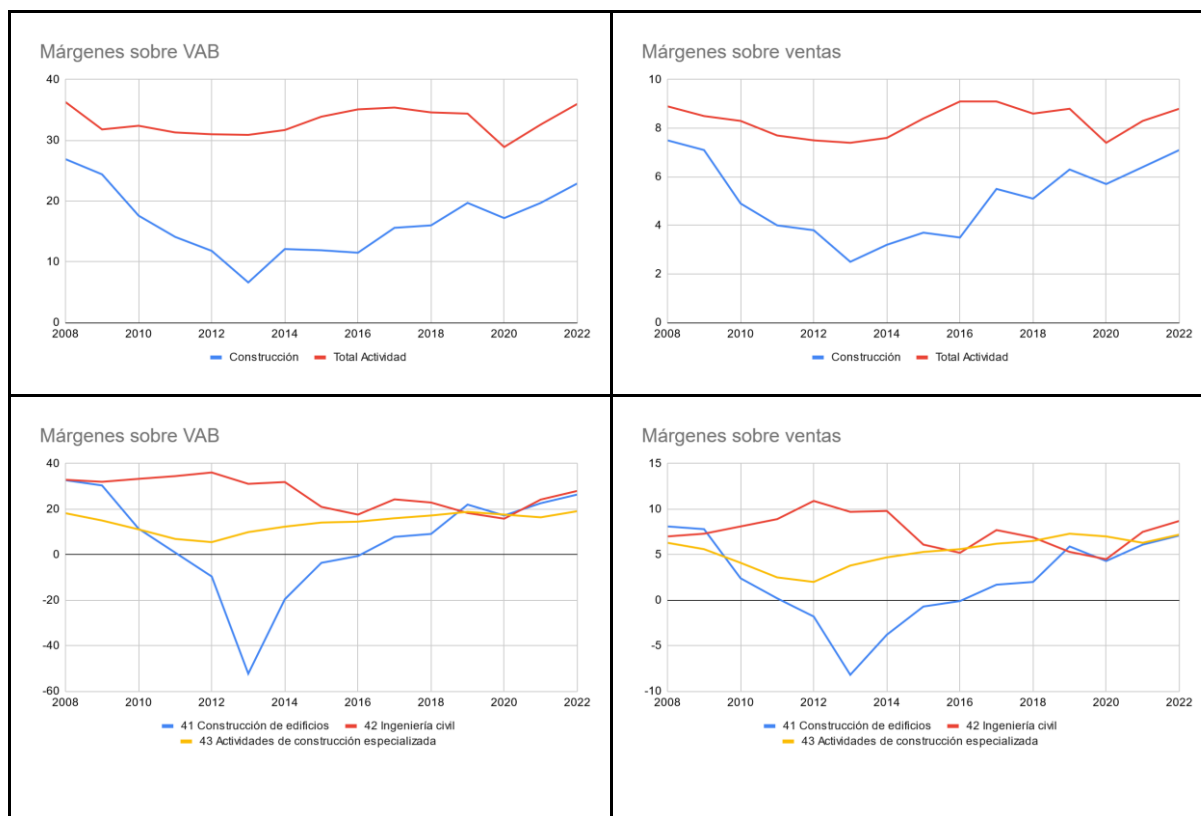 Márgenes sobre VAB
40
30
20
10
0
2008 2010 2012 2014 2016 2018 2020 2022
Construcción Total Actividad
Márgenes sobre ventas
10
8
6
4
2
0
2008 2010 2012 2014 2016 2018 2020 2022
Construcción Total Actividad
Márgenes sobre VAB
40
20
0
-20
-40
-60
2008 2010 2012 2014 2016 2018 2020 2022
41 Construcción de edificios 42 Ingeniería civil
43 Actividades de construcción especializada
Márgenes sobre ventas
15
10
5
0
-5
-10
2008 2010 2012 2014 2016 2018 2020 2022
41 Construcción de edificios 42 Ingeniería civil
43 Actividades de construcción especializada